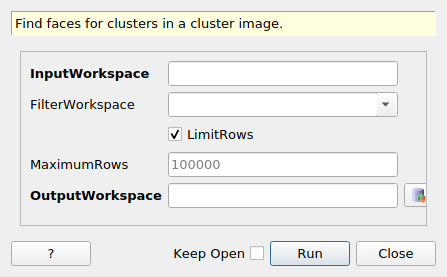 Find faces for clusters in a cluster image.
InputWorkspace
FilterWorkspace
LimitRows
MaximumRows 100000
OutputWorkspace
? Keep Open Run Close